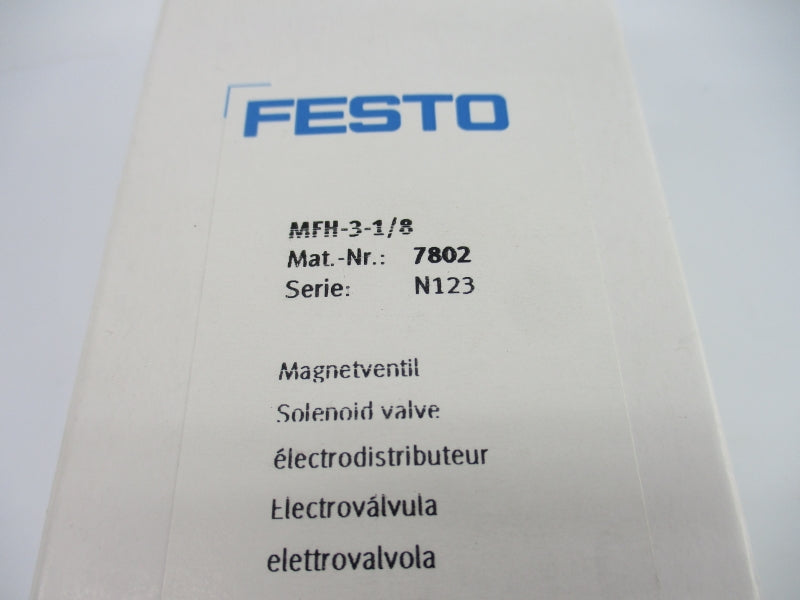 FESTO
MFH-3-1/8
Mat.-Nr.: 7802
Serie: N123
Magnetventil
Solenoid valve
électrodistributeur
Electroválvula
elettrovalvola